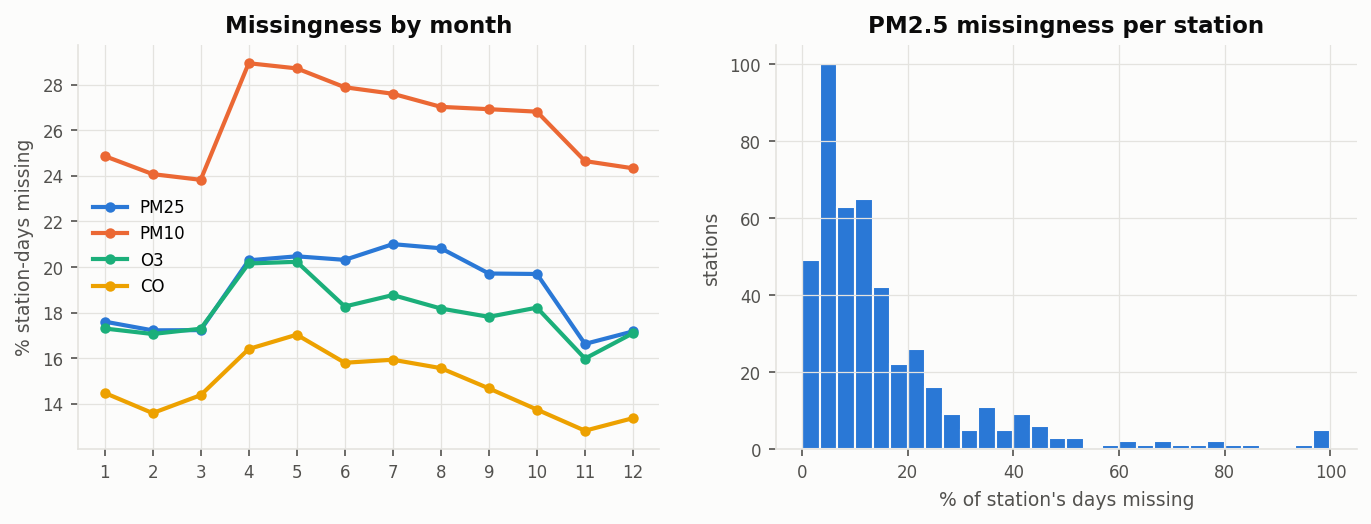 Missingness by month
% station-days missing
28
26
24
22
20
18
16
14
PM25
PM10
O3
CO
1 2 3 4 5 6 7 8 9 10 11 12
PM2.5 missingness per station
stations
100
80
60
40
20
0
0 20 40 60 80 100
% of station's days missing